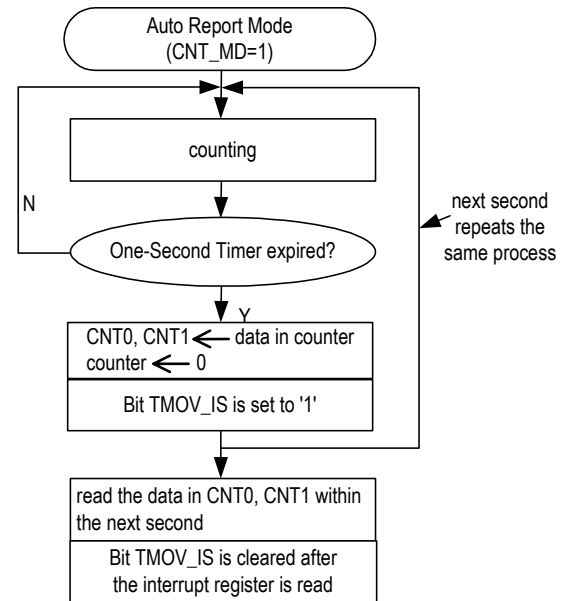 Auto Report Mode
(CNT_MD=1)
counting
N
next second
repeats the
same process
One-Second Timer expired?
Y
CNT0, CNT1 ← data in counter
counter ← 0
Bit TMOV_IS is set to '1'
read the data in CNT0, CNT1 within
the next second
Bit TMOV_IS is cleared after
the interrupt register is read